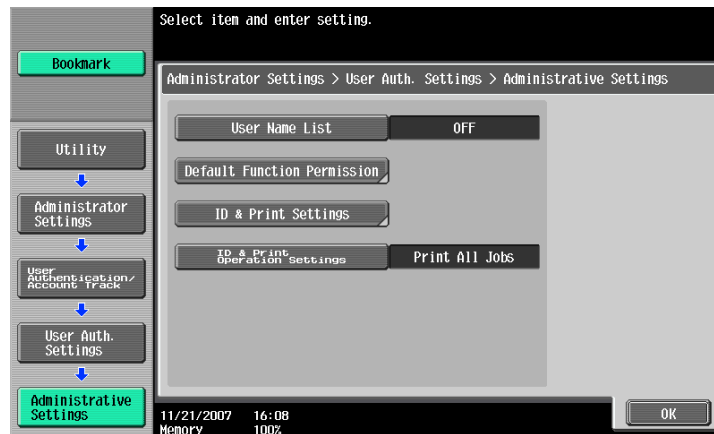 Select item and enter setting.
Bookmark
Administrator Settings > User Auth. Settings > Administrative Settings
User Name List
OFF
Utility
Default Function Permission
Administrator
Settings
ID & Print Settings
ID & Print
Operation Settings
Print All Jobs
User
Authentication/
Account Track
User Auth.
Settings
Administrative
Settings
11/21/2007 16:08
Memory 100%
OK